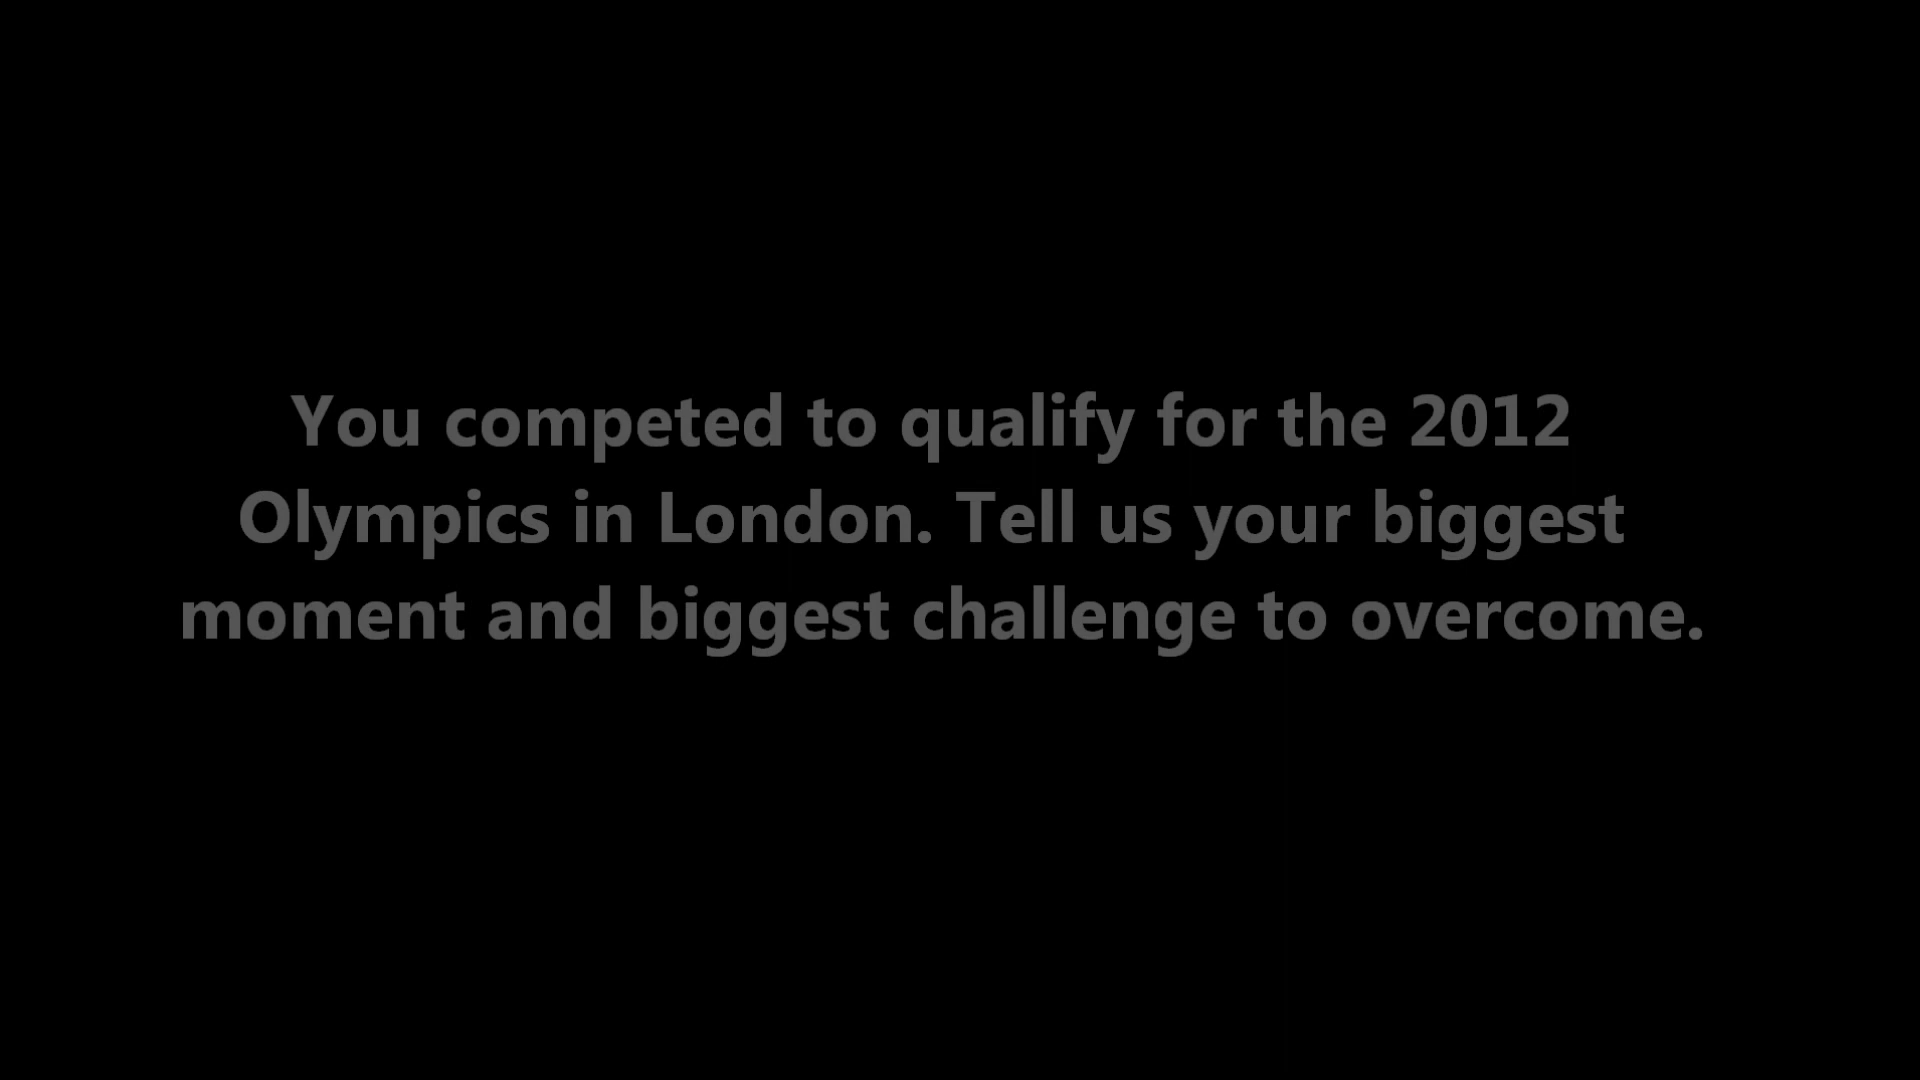 You competed to qualify for the 2012
Olympics in London. Tell us your biggest
moment and biggest challenge to overcome.